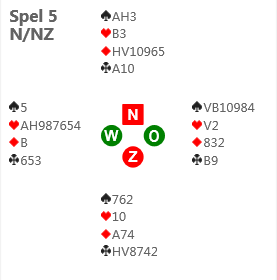 Spel 5
N/NZ
♠AH3
♥B3
♦HV10965
♣A10
♠5
♥AH987654
♦B
♣653
N
W O
Z
♠VB10984
♥V2
♦832
♣B9
♠762
♥10
♦A74
♣HV8742